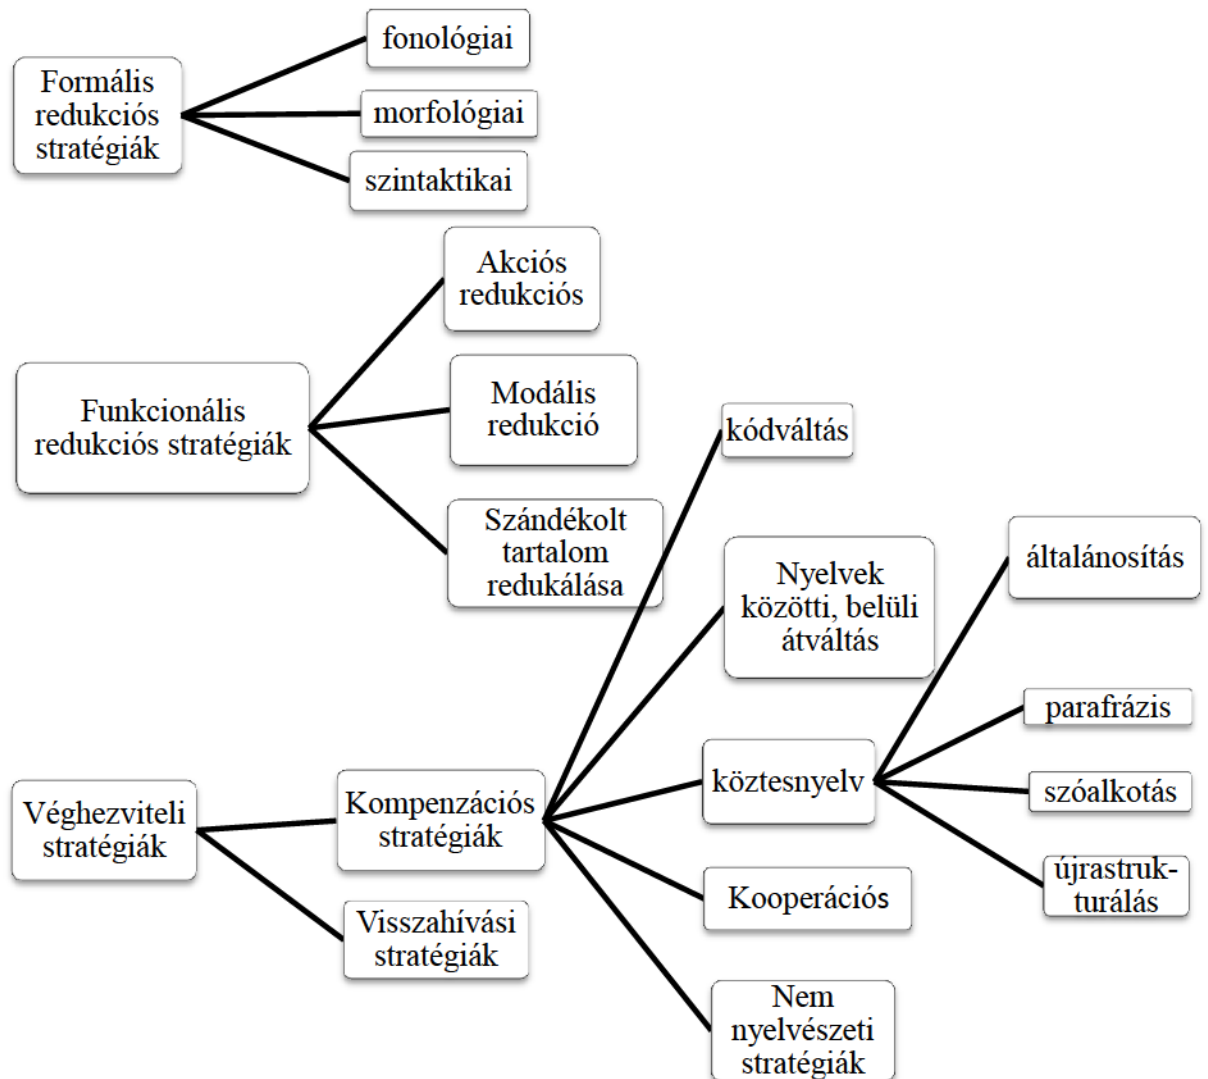 Formális
redukciós
stratégiák
fonológiai
morfológiai
szintaktikai
Funkcionális
redukciós stratégiák
Akciós
redukciós
Modális
redukció
Szándékolt
tartalom
redukálása
Véghezviteli
stratégiák
Kompenzációs
stratégiák
Visszahívási
stratégiák
kódváltás
Nyelvek
közötti, belüli
átváltás
köztesnyelv
Kooperációs
Nem
nyelvészeti
stratégiák
általánosítás
parafrázis
szóalkotás
újrastruk-
turálás